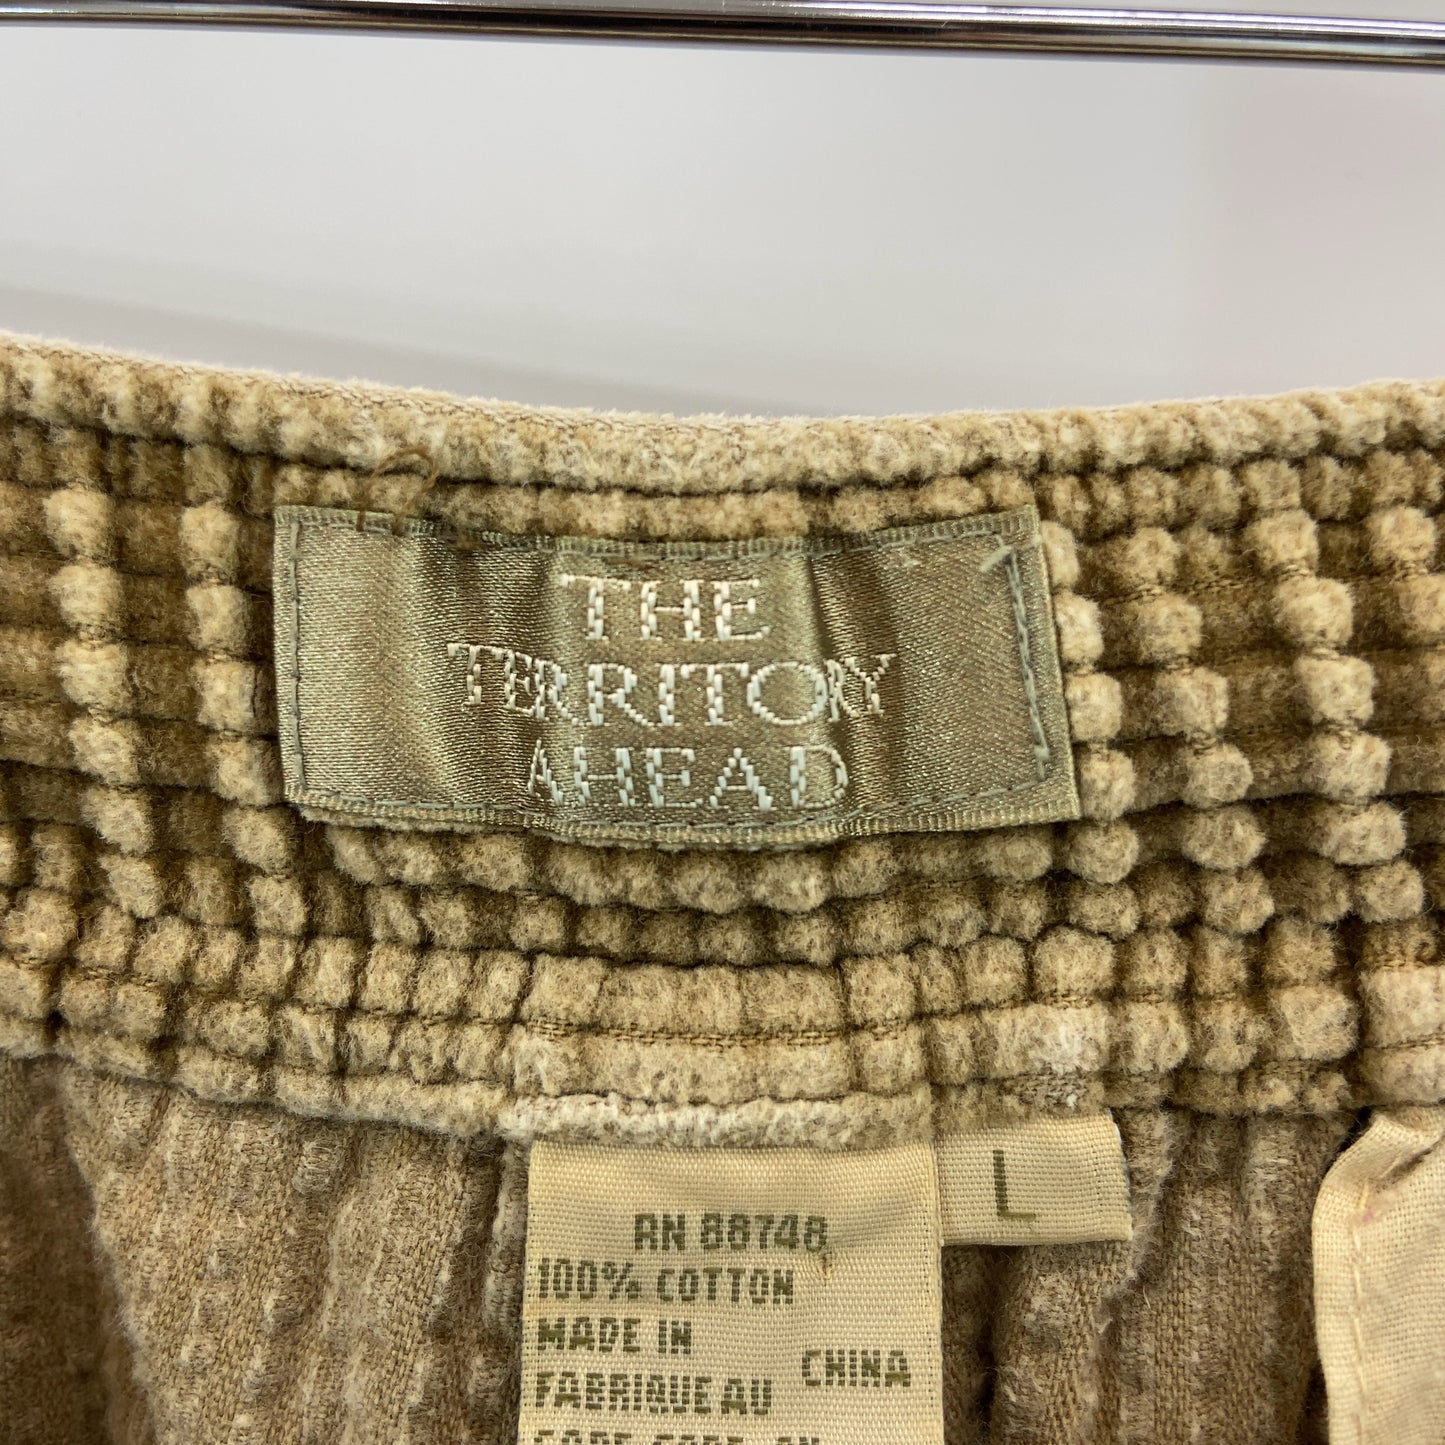 THE
TERRITORY
AHEAD
L
RN 88748
100% COTTON
MADE IN
CHINA
FABRIQUE AU